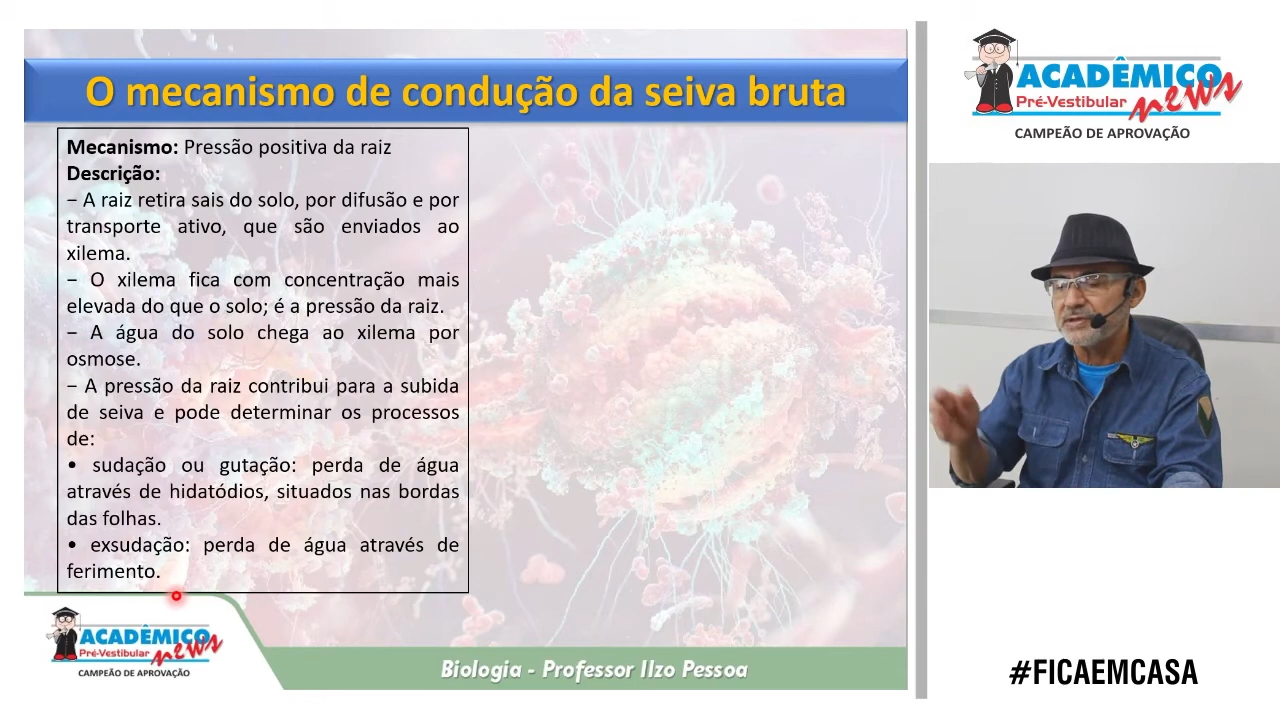 O mecanismo de condução da seiva bruta
Mecanismo: Pressão positiva da raiz
Descrição:
− A raiz retira sais do solo, por difusão e por
transporte ativo, que são enviados ao
xilema.
− O xilema fica com concentração mais
elevada do que o solo; é a pressão da raiz.
− A água do solo chega ao xilema por
osmose.
− A pressão da raiz contribui para a subida
de seiva e pode determinar os processos
de:
• sudação ou gutação: perda de água
através de hidatódios, situados nas bordas
das folhas.
• exsudação: perda de água através de
ferimento.
ACADÊMICO
Pré-Vestibular news
CAMPEÃO DE APROVAÇÃO
Biologia - Professor Ilzo Pessoa
ACADÊMICO
Pré-Vestibular news
CAMPEÃO DE APROVAÇÃO
#FICAEMCASA